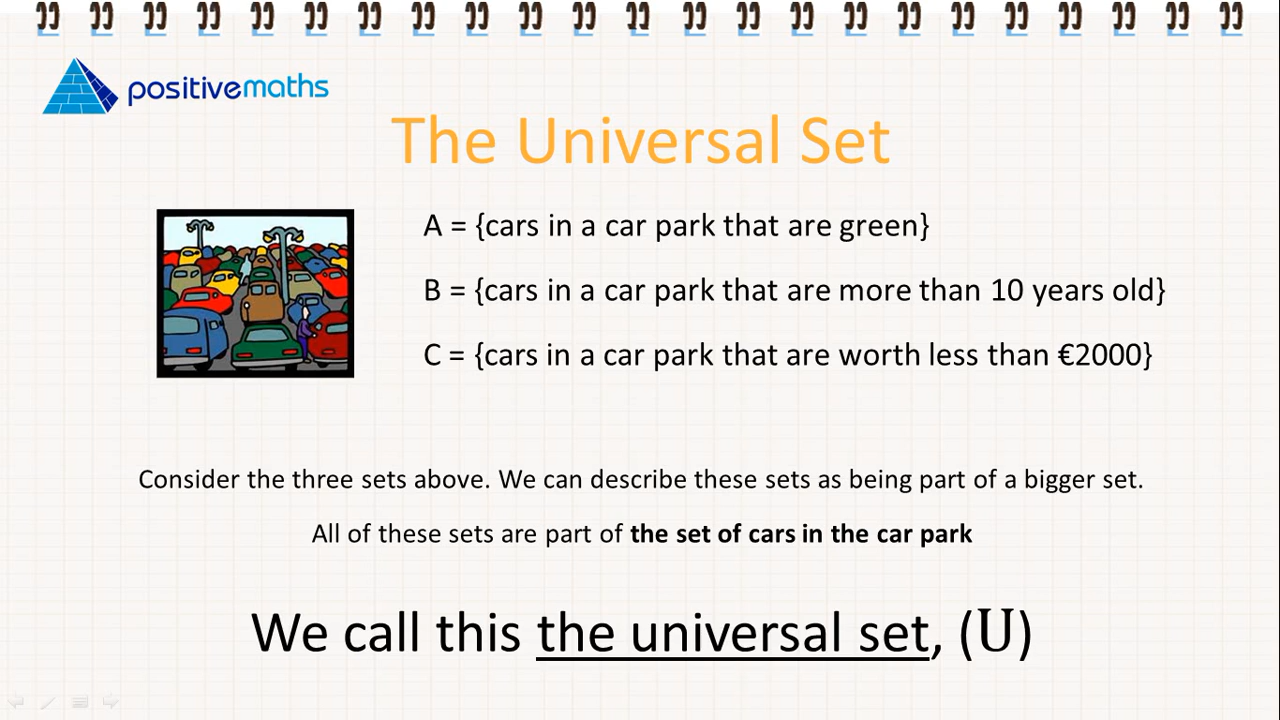 positivemaths
The Universal Set
A = {cars in a car park that are green}
B = {cars in a car park that are more than 10 years old}
C = {cars in a car park that are worth less than €2000}
Consider the three sets above. We can describe these sets as being part of a bigger set.
All of these sets are part of the set of cars in the car park
We call this the universal set, (U)